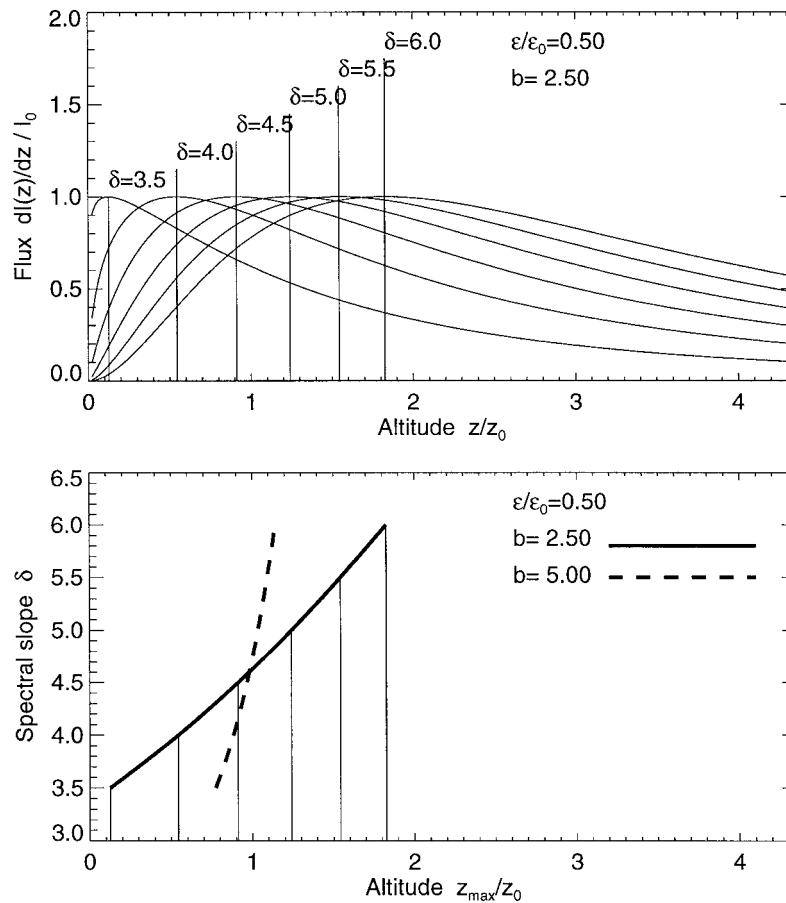 2.0
1.5
1.0
0.5
0.0
Flux dI(z)/dz / I₀
δ=3.5
δ=4.0
δ=4.5
δ=5.0
δ=5.5
δ=6.0
ε/ε₀=0.50
b = 2.50
0 1 2 3 4
Altitude z/z₀
6.5
6.0
5.5
5.0
4.5
4.0
3.5
3.0
Spectral slope δ
ε/ε₀=0.50
b= 2.50
b= 5.00
0 1 2 3 4
Altitude zₘₐₓ/z₀